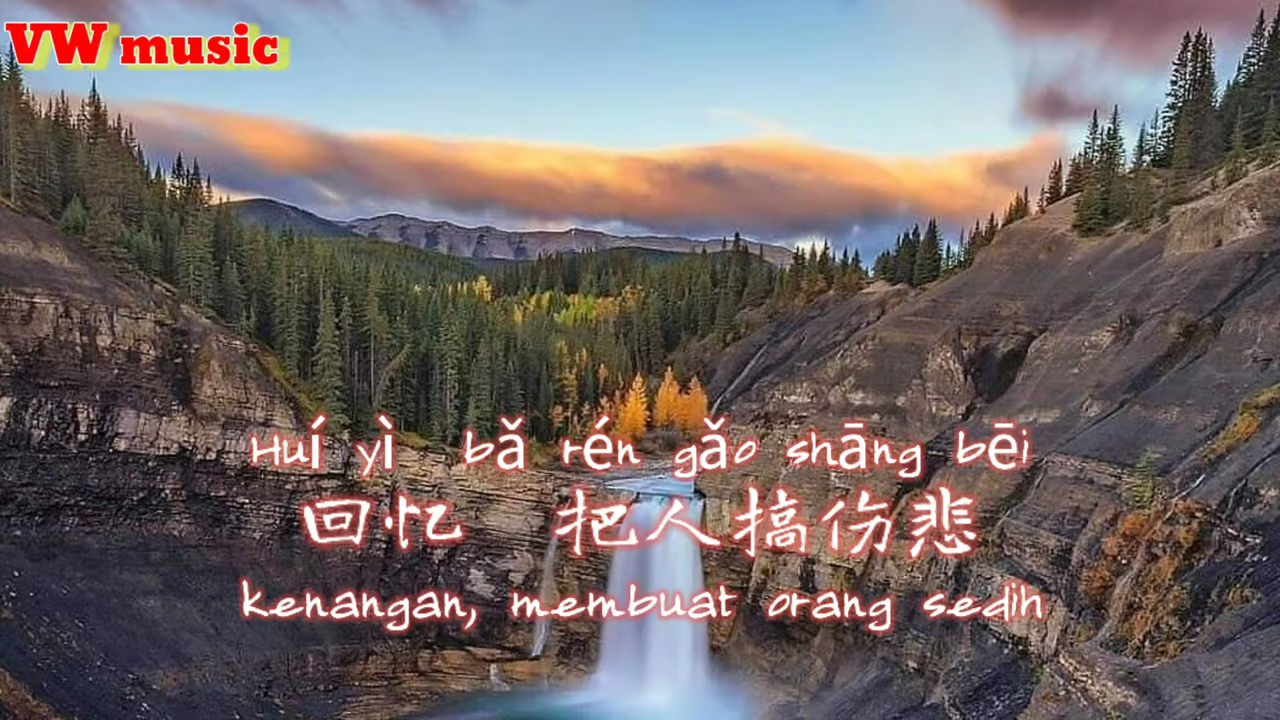 VW music
Huí yì bǎ rén gǎo shāng bēi
回忆 把人搞伤悲
kenangan, membuat orang sedih